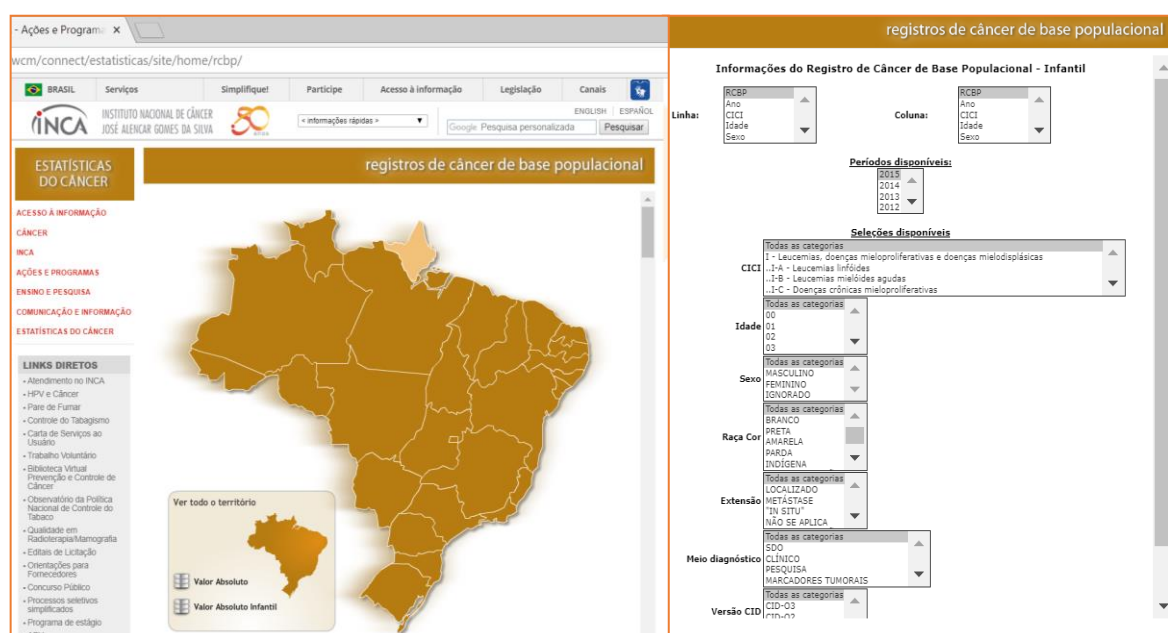 - Ações e Programa
wcm/connect/estatisticas/site/home/rcbp/
BRASIL Serviços Simplifique! Participe Acesso à informação Legislação Canais
INCA
INSTITUTO NACIONAL DE CÂNCER
JOSÉ ALENCAR GOMES DA SILVA
80
« informações rápidas »
ENGLISH ESPAÑOL
Google Pesquisa personalizada Pesquisar
ESTATÍSTICAS
DO CÂNCER
registros de câncer de base populacional
ACESSO À INFORMAÇÃO
CÂNCER
INCA
AÇÕES E PROGRAMAS
ENSINO E PESQUISA
COMUNICAÇÃO E INFORMAÇÃO
ESTATÍSTICAS DO CÂNCER
LINKS DIRETOS
Atendimento no INCA
HPV e Câncer
Pare de Fumar
Controle do Tabagismo
Carta de Serviços ao
Usuário
Trabalho Voluntário
Biblioteca Virtual
Prevenção e Controle de
Câncer
Observatório da Política
Nacional de Controle do
Tabaco
Qualidade em
Radioterapia/Mamografia
Editais de Licitação
Orientações para
Fornecedores
Concurso Público
Processos seletivos
simplificados
Programa de estágio
Ver todo o território
Valor Absoluto
Valor Absoluto Infantil
registros de câncer de base populacional
Informações do Registro de Câncer de Base Populacional - Infantil
Linha:
RCBP
Ano
CICI
Idade
Sexo
Coluna:
RCBP
Ano
CICI
Idade
Sexo
Períodos disponíveis:
2015
2014
2013
2012
Seleções disponíveis
CICI
Todas as categorias
I - Leucemias, doenças mieloproliferativas e doenças mielodisplásicas
..I-A - Leucemias linfóides
..I-B - Leucemias mielóides agudas
..I-C - Doenças crônicas mieloproliferativas
Idade
Todas as categorias
00
01
02
03
Sexo
Todas as categorias
MASCULINO
FEMININO
IGNORADO
Raça Cor
Todas as categorias
BRANCO
PRETA
AMARELA
PARDA
INDÍGENA
Extensão
Todas as categorias
LOCALIZADO
METÁSTASE
"IN SITU"
NÃO SE APLICA
Meio diagnóstico
Todas as categorias
SDO
CLÍNICO
PESQUISA
MARCADORES TUMORAIS
Versão CID
Todas as categorias
CID-O3
CID-O2